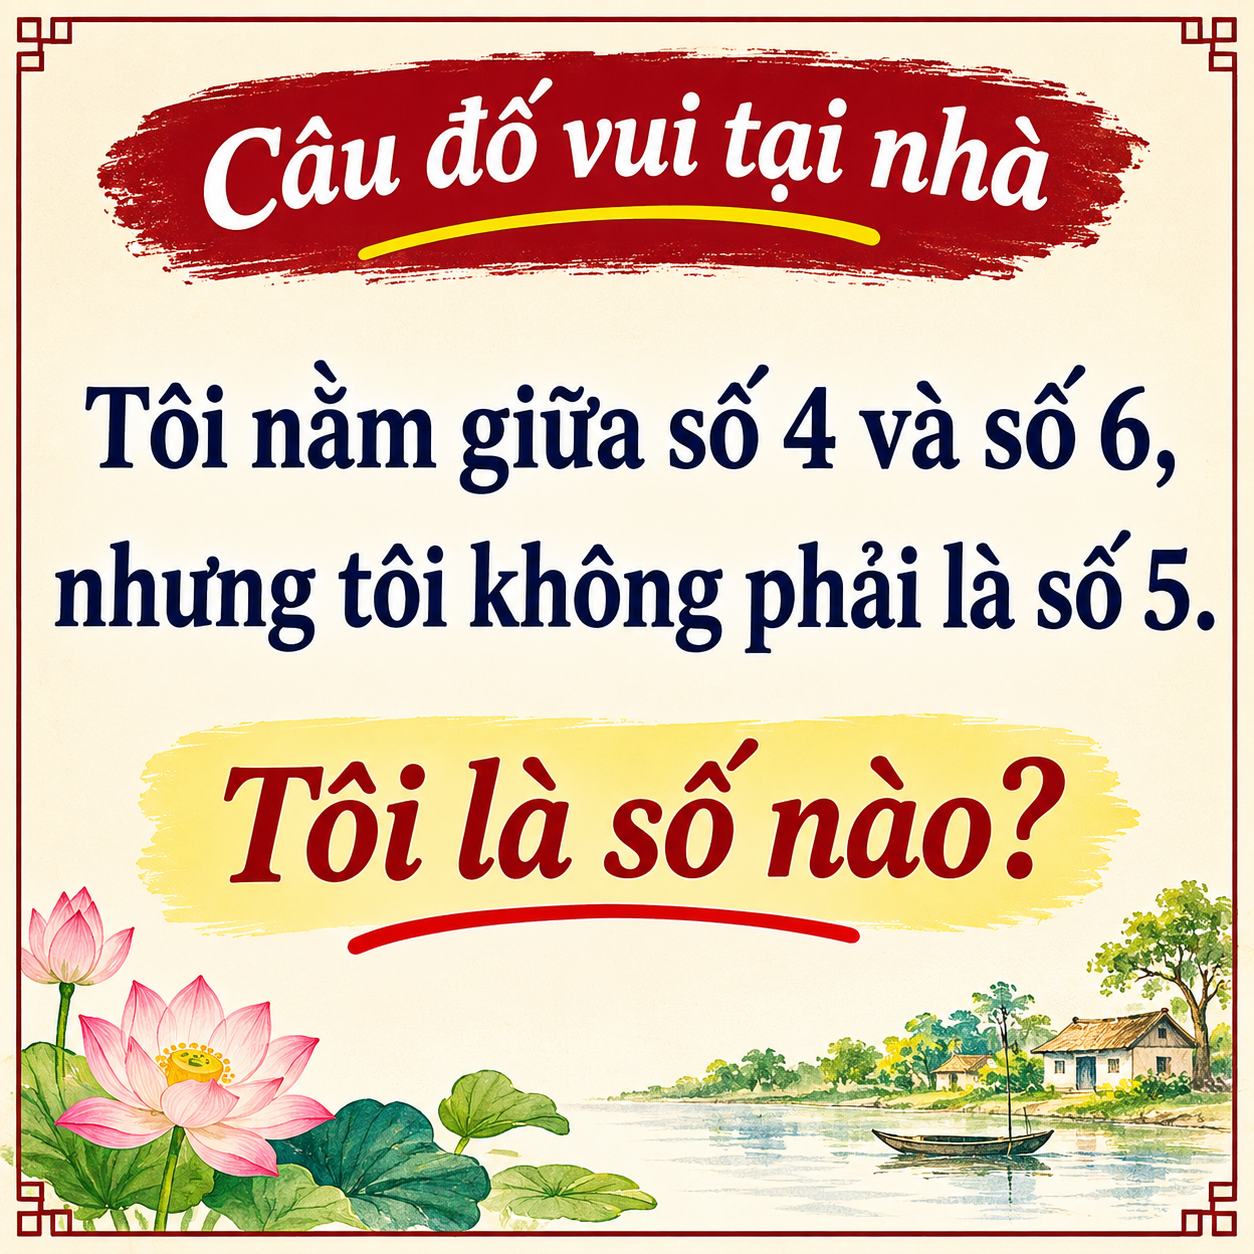 Câu đố vui tại nhà
Tôi nằm giữa số 4 và số 6,
nhưng tôi không phải là số 5.
Tôi là số nào?